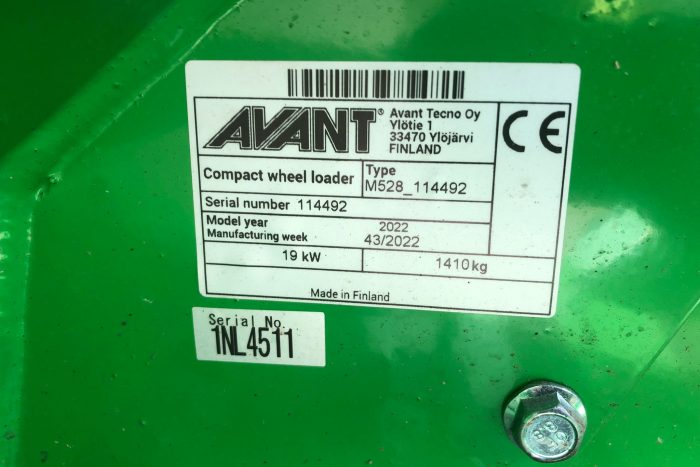 AVANT®
Avant Tecno Oy
Ylötie 1
33470 Ylöjärvi
FINLAND
CE
Compact wheel loader
Type
M528_114492
Serial number 114492
Model year 2022
Manufacturing week 43/2022
19 kW 1410kg
Made in Finland
Serial No.
1NL4511